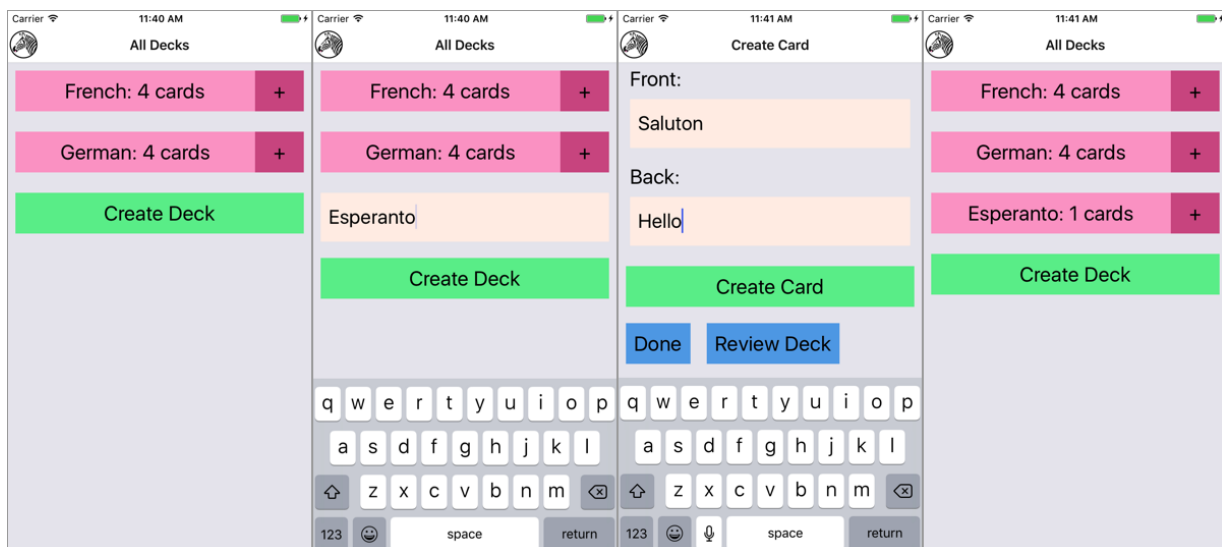 Carrier 11:40 AM
All Decks
French: 4 cards +
German: 4 cards +
Create Deck
Carrier 11:40 AM
All Decks
French: 4 cards +
German: 4 cards +
Esperanto
Create Deck
q w e r t y u i o p
a s d f g h j k l
z x c v b n m
123 space return
Carrier 11:41 AM
Create Card
Front:
Saluton
Back:
Hello
Create Card
Done Review Deck
q w e r t y u i o p
a s d f g h j k l
z x c v b n m
123 space return
Carrier 11:41 AM
All Decks
French: 4 cards +
German: 4 cards +
Esperanto: 1 cards +
Create Deck